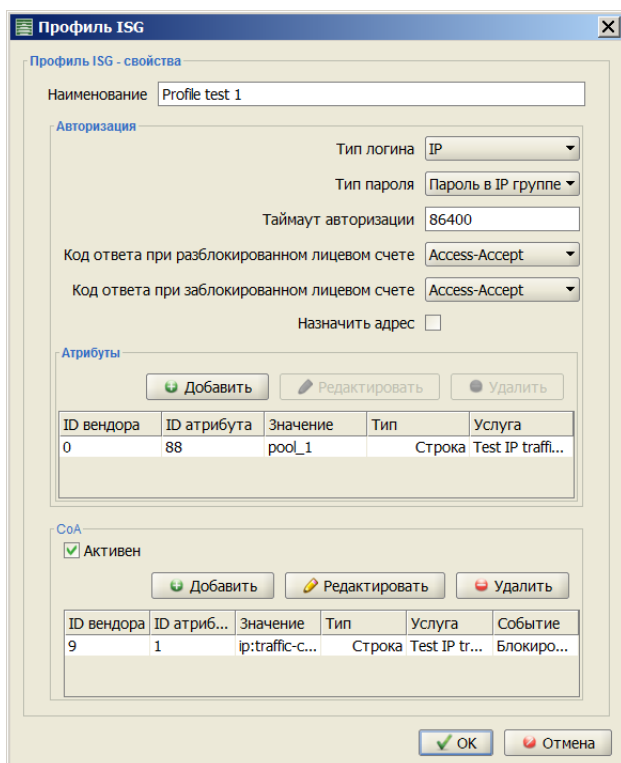 Профиль ISG
Профиль ISG - свойства
Наименование Profile test 1
Авторизация
Тип логина IP
Тип пароля Пароль в IP группе
Таймаут авторизации 86400
Код ответа при разблокированном лицевом счете Access-Accept
Код ответа при заблокированном лицевом счете Access-Accept
Назначить адрес
Атрибуты
Добавить Редактировать Удалить
ID вендора ID атрибута Значение Тип Услуга
0 88 pool_1 Строка Test IP traffi...
CoA
Активен
Добавить Редактировать Удалить
ID вендора ID атриб... Значение Тип Услуга Событие
9 1 ip:traffic-c... Строка Test IP tr... Блокиро...
OK Отмена